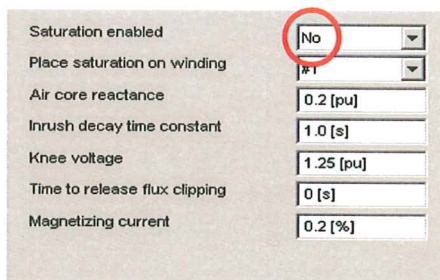 Saturation enabled No
Place saturation on winding #1
Air core reactance 0.2 [pu]
Inrush decay time constant 1.0 [s]
Knee voltage 1.25 [pu]
Time to release flux clipping 0 [s]
Magnetizing current 0.2 [%]